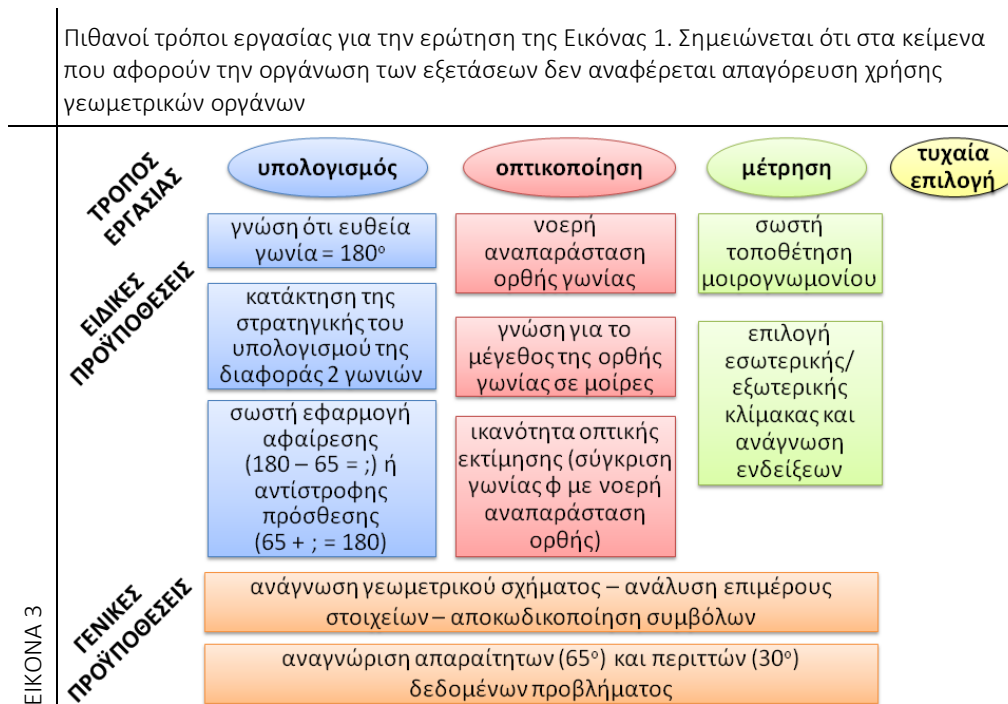 Πιθανοί τρόποι εργασίας για την ερώτηση της Εικόνας 1. Σημειώνεται ότι στα κείμενα
που αφορούν την οργάνωση των εξετάσεων δεν αναφέρεται απαγόρευση χρήσης
γεωμετρικών οργάνων
ΕΙΚΟΝΑ 3
ΤΡΟΠΟΣ
ΕΡΓΑΣΙΑΣ
υπολογισμός
οπτικοποίηση
μέτρηση
τυχαία
επιλογή
ΕΙΔΙΚΕΣ
ΠΡΟΫΠΟΘΕΣΕΙΣ
γνώση ότι ευθεία
γωνία = 180°
κατάκτηση της
στρατηγικής του
υπολογισμού της
διαφοράς 2 γωνιών
σωστή εφαρμογή
αφαίρεσης
(180 – 65 = ;) ή
αντίστροφης
πρόσθεσης
(65 + ; = 180)
νοερή
αναπαράσταση
ορθής γωνίας
γνώση για το
μέγεθος της ορθής
γωνίας σε μοίρες
ικανότητα οπτικής
εκτίμησης (σύγκριση
γωνίας φ με νοερή
αναπαράσταση
ορθής)
σωστή
τοποθέτηση
μοιρογνωμονίου
επιλογή
εσωτερικής/
εξωτερικής
κλίμακας και
ανάγνωση
ενδείξεων
ΓΕΝΙΚΕΣ
ΠΡΟΫΠΟΘΕΣΕΙΣ
ανάγνωση γεωμετρικού σχήματος – ανάλυση επιμέρους
στοιχείων – αποκωδικοποίηση συμβόλων
αναγνώριση απαραίτητων (65°) και περιττών (30°)
δεδομένων προβλήματος